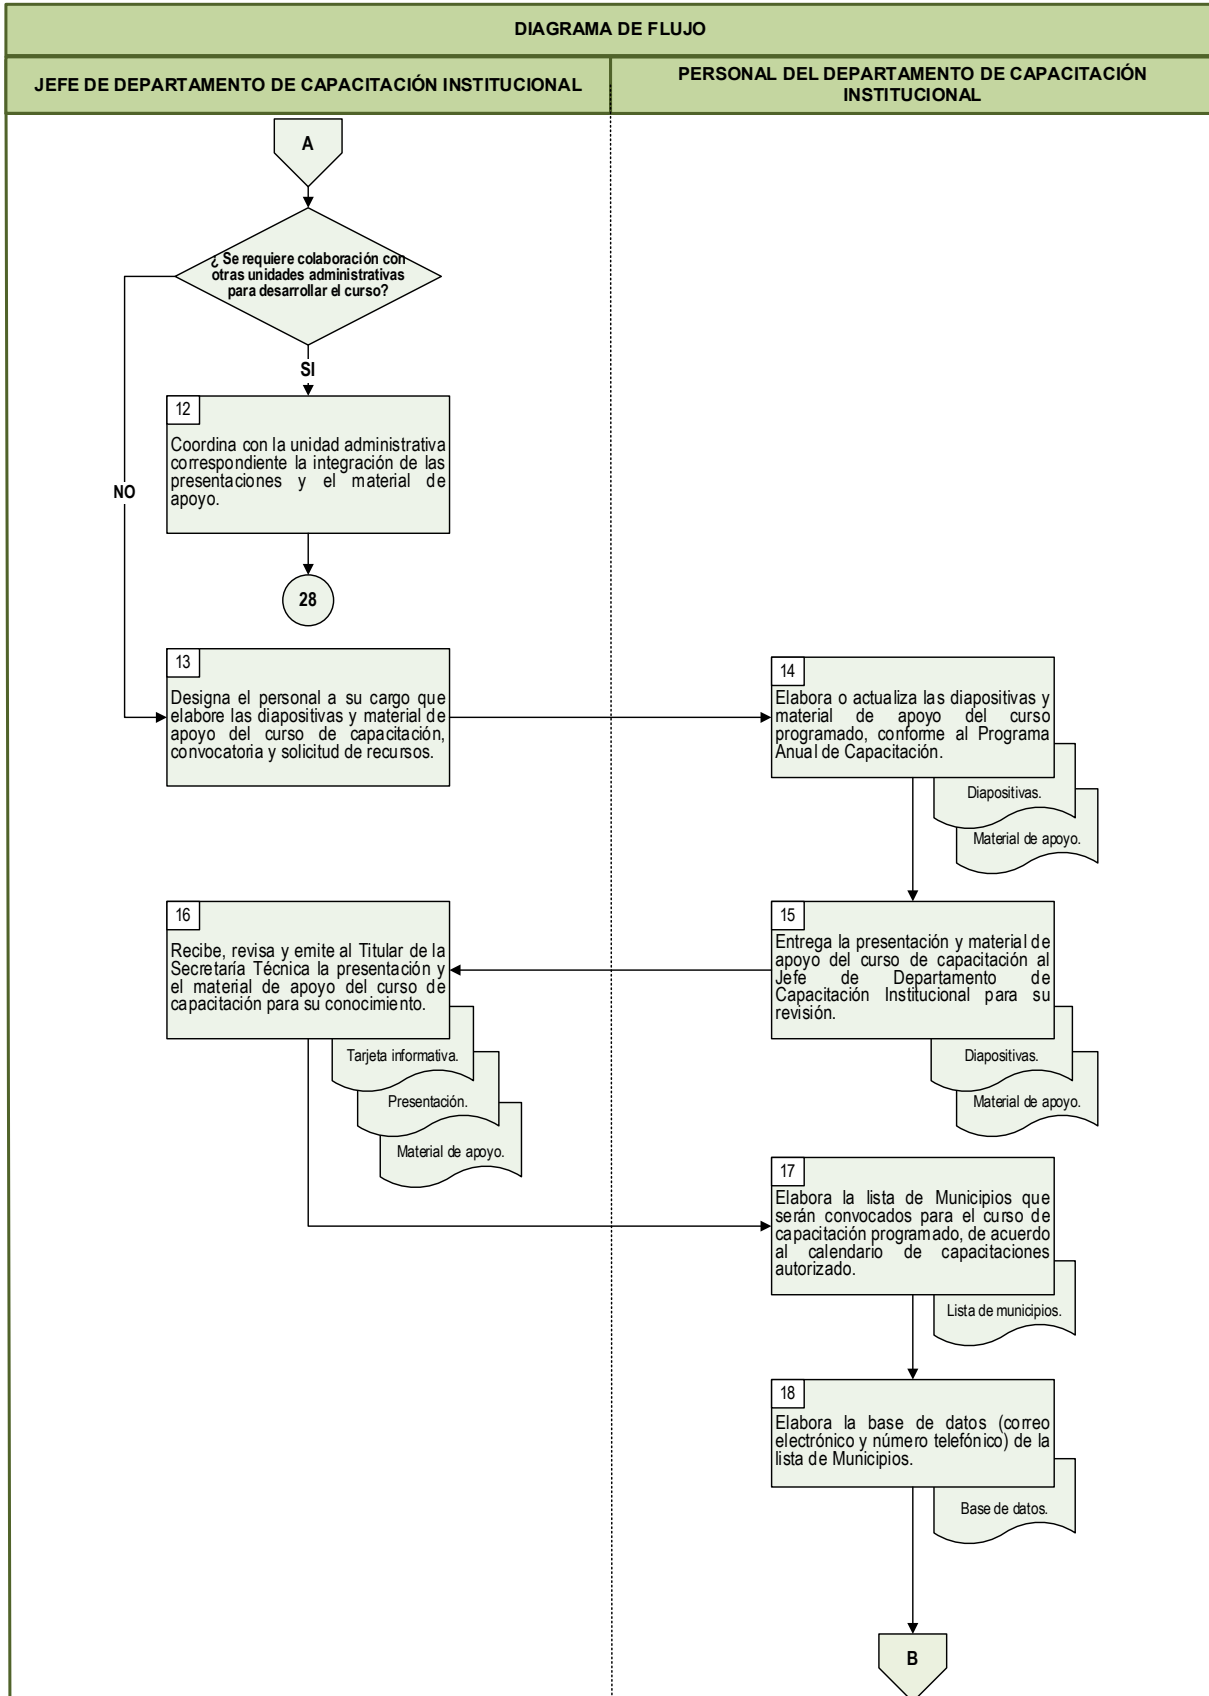 DIAGRAMA DE FLUJO
JEFE DE DEPARTAMENTO DE CAPACITACIÓN INSTITUCIONAL
PERSONAL DEL DEPARTAMENTO DE CAPACITACIÓN
INSTITUCIONAL
A
¿ Se requiere colaboración con
otras unidades administrativas
para desarrollar el curso?
SI
NO
12
Coordina con la unidad administrativa
correspondiente la integración de las
presentaciones y el material de
apoyo.
28
13
Designa el personal a su cargo que
elabore las diapositivas y material de
apoyo del curso de capacitación,
convocatoria y solicitud de recursos.
14
Elabora o actualiza las diapositivas y
material de apoyo del curso
programado, conforme al Programa
Anual de Capacitación.
Diapositivas.
Material de apoyo.
15
Entrega la presentación y material de
apoyo del curso de capacitación al
Jefe de Departamento de
Capacitación Institucional para su
revisión.
Diapositivas.
Material de apoyo.
16
Recibe, revisa y emite al Titular de la
Secretaría Técnica la presentación y
el material de apoyo del curso de
capacitación para su conocimiento.
Tarjeta informativa.
Presentación.
Material de apoyo.
17
Elabora la lista de Municipios que
serán convocados para el curso de
capacitación programado, de acuerdo
al calendario de capacitaciones
autorizado.
Lista de municipios.
18
Elabora la base de datos (correo
electrónico y número telefónico) de la
lista de Municipios.
Base de datos.
B